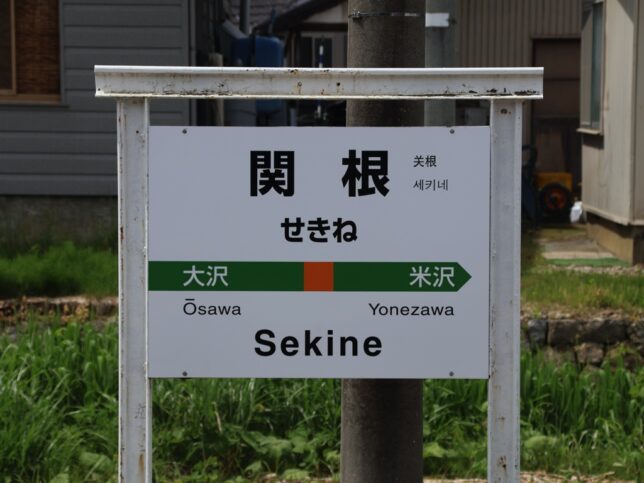 関根
关根
세키네
せきね
大沢 米沢
Ōsawa Yonezawa
Sekine